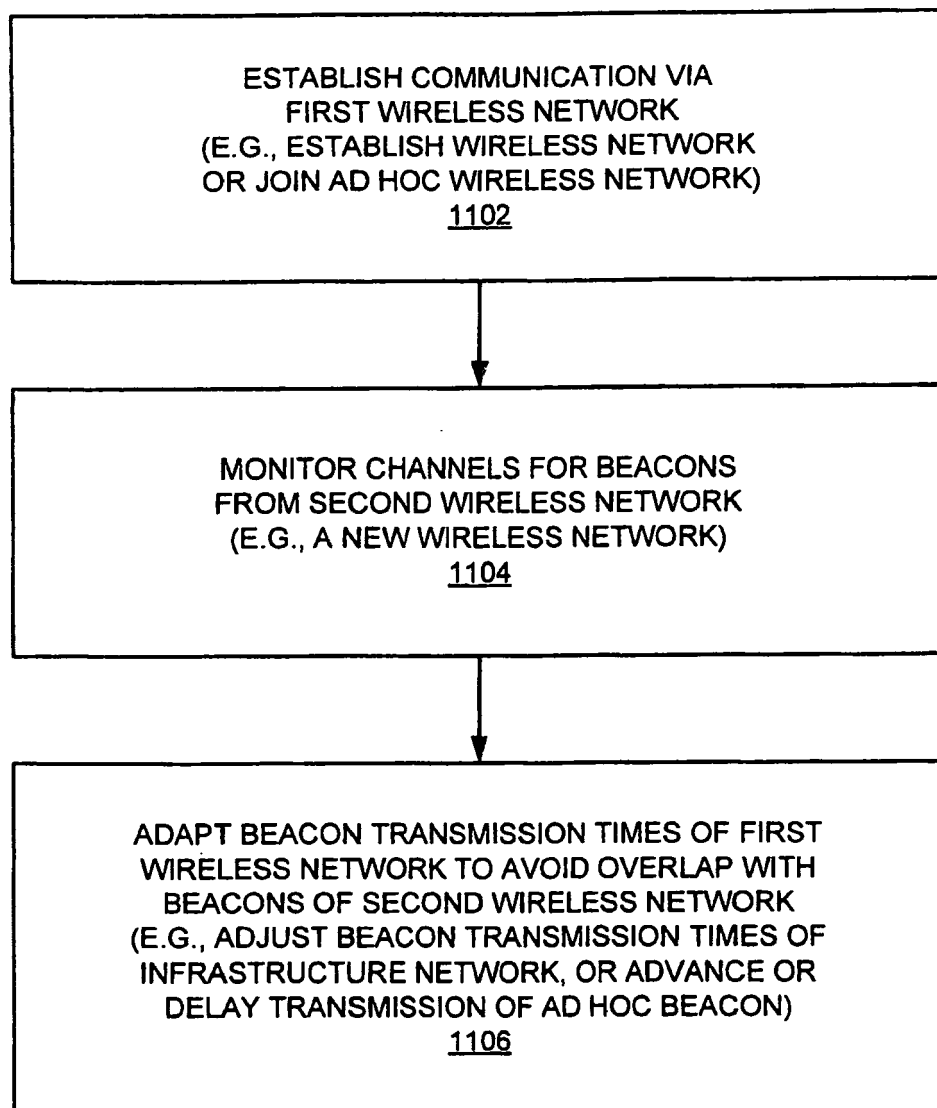 ESTABLISH COMMUNICATION VIA
FIRST WIRELESS NETWORK
(E.G., ESTABLISH WIRELESS NETWORK
OR JOIN AD HOC WIRELESS NETWORK)
1102
MONITOR CHANNELS FOR BEACONS
FROM SECOND WIRELESS NETWORK
(E.G., A NEW WIRELESS NETWORK)
1104
ADAPT BEACON TRANSMISSION TIMES OF FIRST
WIRELESS NETWORK TO AVOID OVERLAP WITH
BEACONS OF SECOND WIRELESS NETWORK
(E.G., ADJUST BEACON TRANSMISSION TIMES OF
INFRASTRUCTURE NETWORK, OR ADVANCE OR
DELAY TRANSMISSION OF AD HOC BEACON)
1106